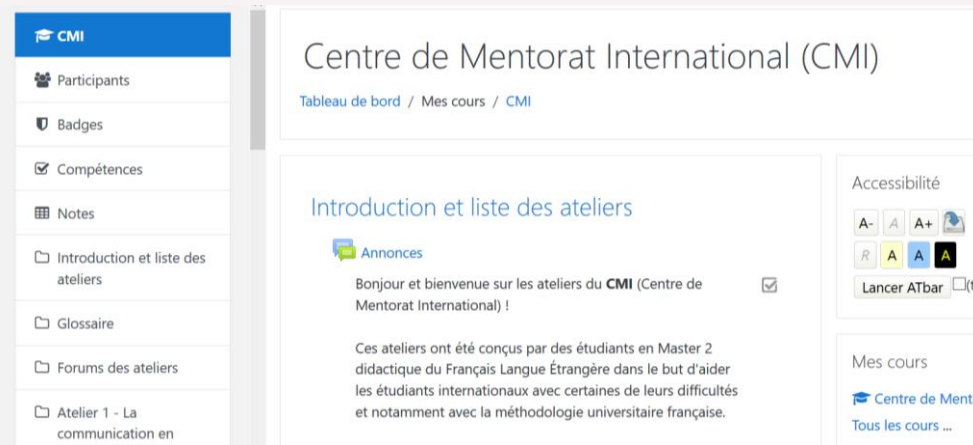 CMI
Participants
Badges
Compétences
Notes
Introduction et liste des
ateliers
Glossaire
Forums des ateliers
Atelier 1 - La
communication en
Centre de Mentorat International (CMI)
Tableau de bord / Mes cours / CMI
Introduction et liste des ateliers
Annonces
Bonjour et bienvenue sur les ateliers du CMI (Centre de
Mentorat International) !
Ces ateliers ont été conçus par des étudiants en Master 2
didactique du Français Langue Étrangère dans le but d'aider
les étudiants internationaux avec certaines de leurs difficultés
et notamment avec la méthodologie universitaire française.
Accessibilité
A- A A+
R A A A
Lancer ATbar
Mes cours
Centre de Ment
Tous les cours ...